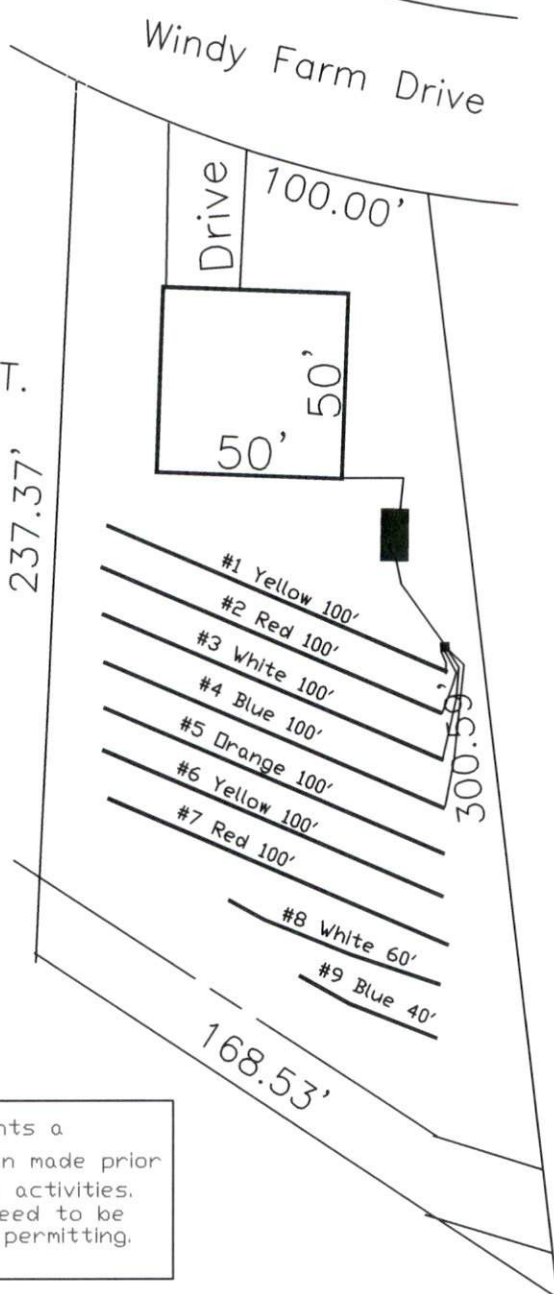 Windy Farm Drive
100.00'
Drive
T.
50'
50'
237.37'
#1 Yellow 100'
#2 Red 100'
#3 White 100'
#4 Blue 100'
#5 Orange 100'
#6 Yellow 100'
#7 Red 100'
#8 White 60'
#9 Blue 40'
300.59'
168.53'
nts a
n made prior
activities.
eed to be
permitting.